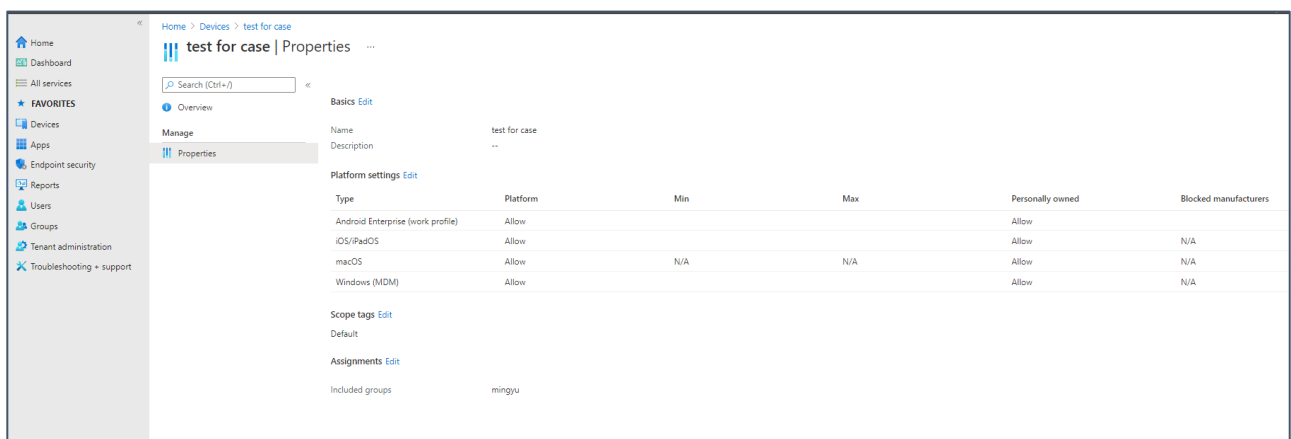 «
Home
Dashboard
All services
FAVORITES
Devices
Apps
Endpoint security
Reports
Users
Groups
Tenant administration
Troubleshooting + support
Home > Devices > test for case
test for case | Properties ...
Search (Ctrl+/) «
Overview
Manage
Properties
Basics Edit
Name test for case
Description --
Platform settings Edit
Type Platform Min Max Personally owned Blocked manufacturers
Android Enterprise (work profile) Allow Allow
iOS/iPadOS Allow Allow N/A
macOS Allow N/A N/A Allow N/A
Windows (MDM) Allow Allow N/A
Scope tags Edit
Default
Assignments Edit
Included groups mingyu